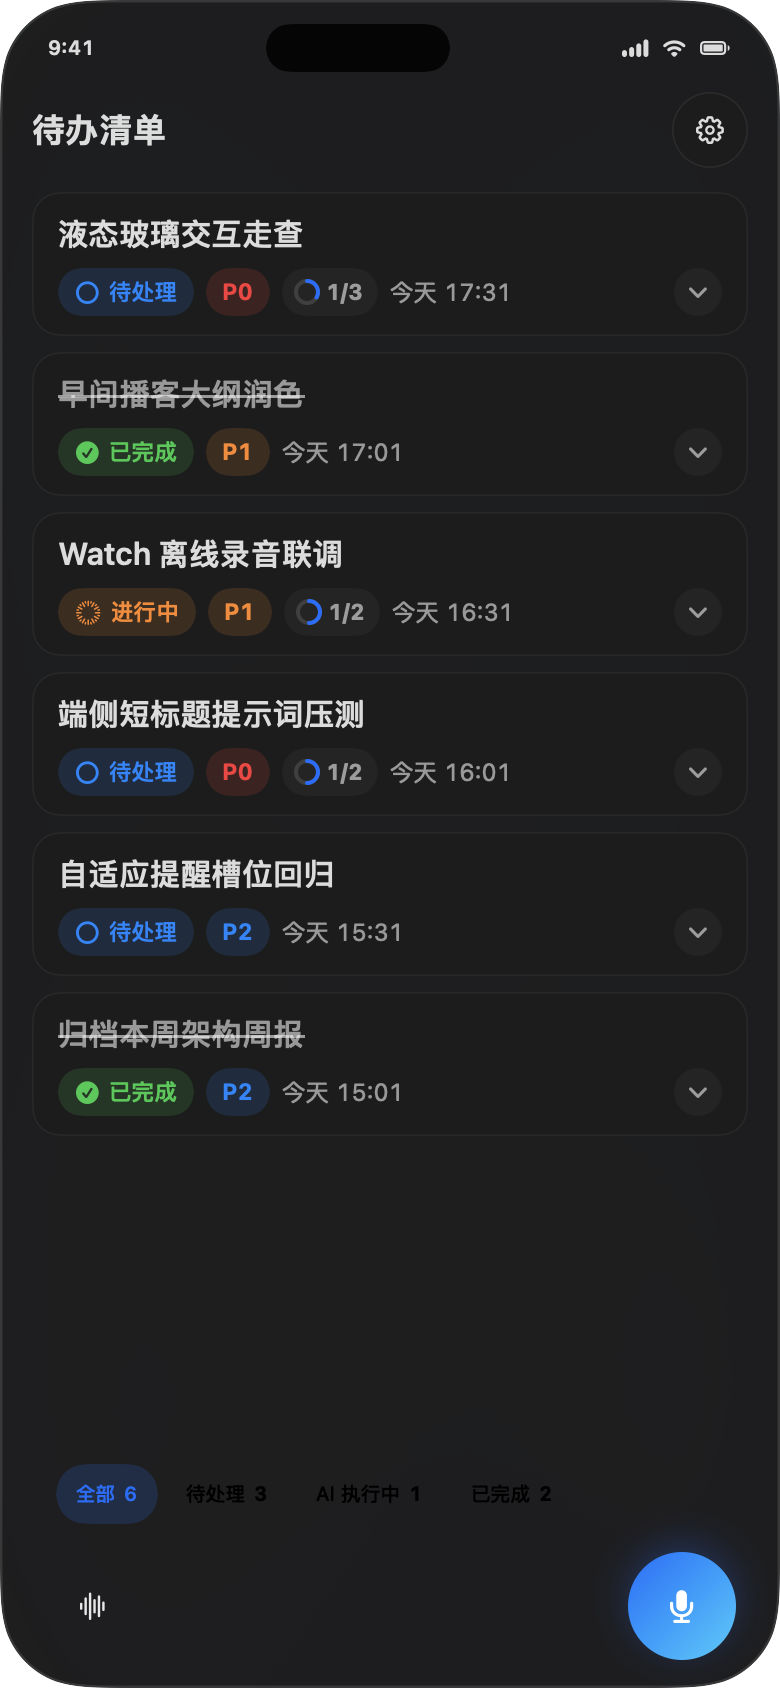 9:41
待办清单
液态玻璃交互走查
待处理 P0 1/3 今天 17:31
早间播客大纲润色
已完成 P1 今天 17:01
Watch 离线录音联调
进行中 P1 1/2 今天 16:31
端侧短标题提示词压测
待处理 P0 1/2 今天 16:01
自适应提醒槽位回归
待处理 P2 今天 15:31
归档本周架构周报
已完成 P2 今天 15:01
全部 6 待处理 3 AI 执行中 1 已完成 2